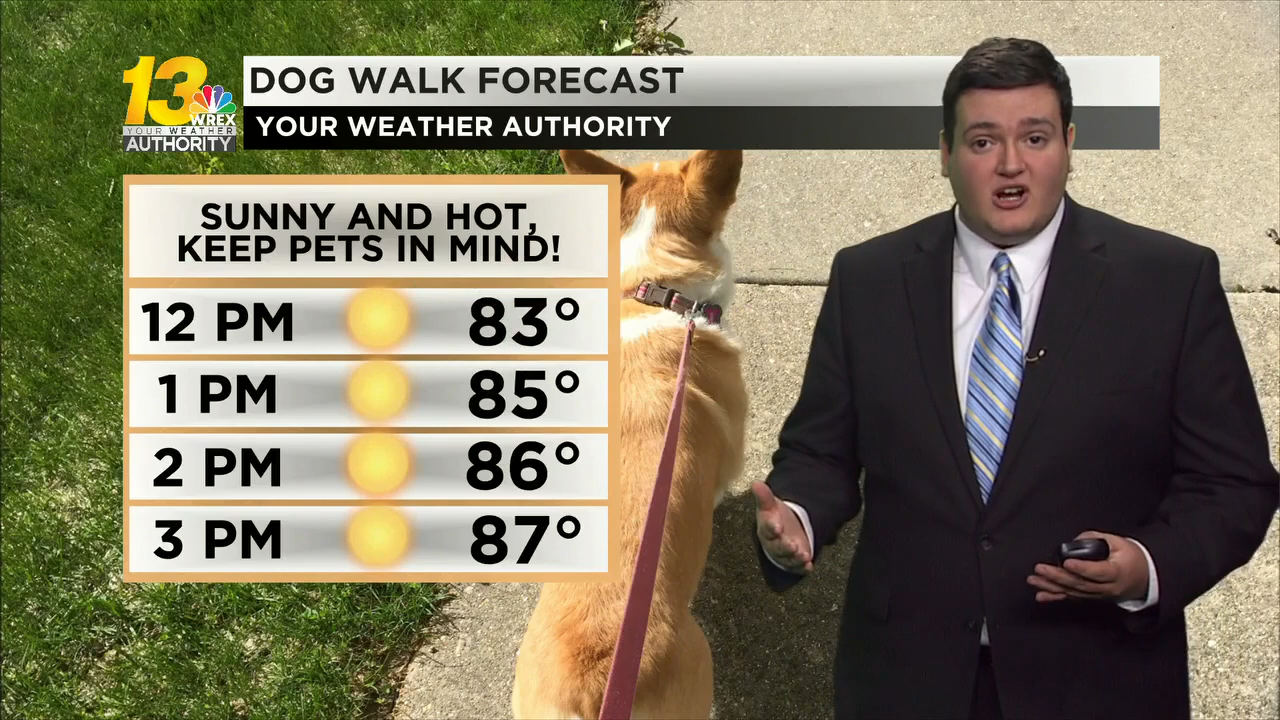 13
WREX
YOUR WEATHER
AUTHORITY
DOG WALK FORECAST
YOUR WEATHER AUTHORITY
SUNNY AND HOT,
KEEP PETS IN MIND!
12 PM 83°
1 PM 85°
2 PM 86°
3 PM 87°